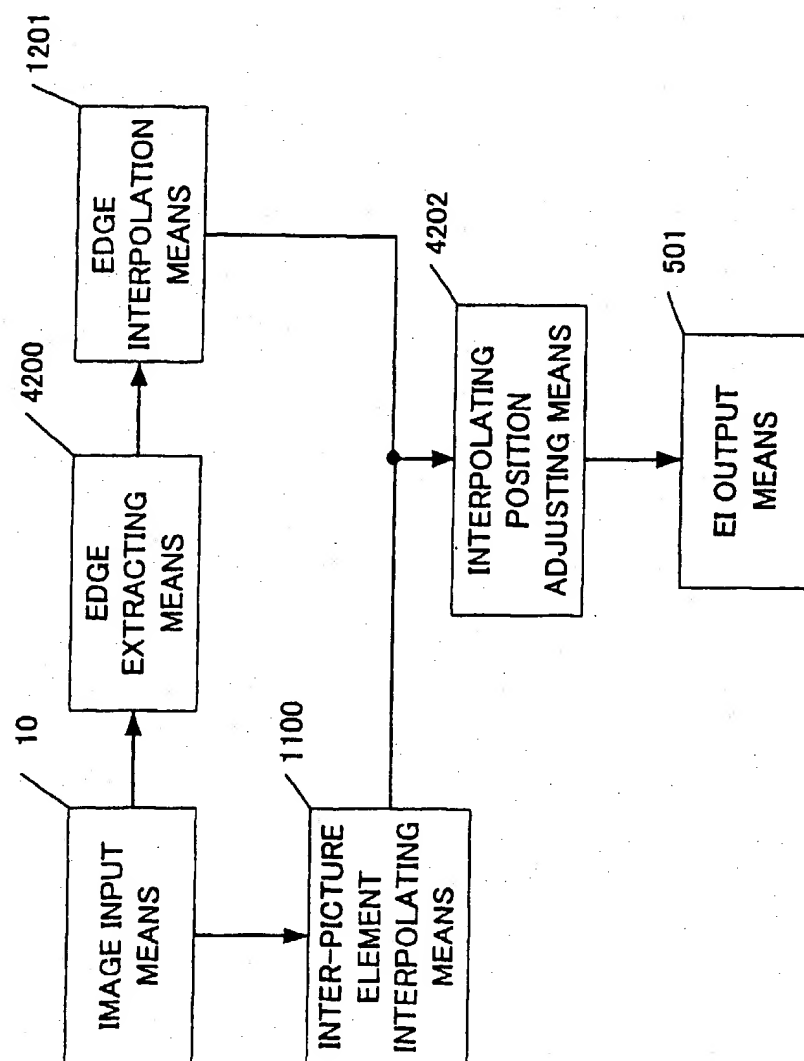 10
IMAGE INPUT
MEANS
4200
EDGE
EXTRACTING
MEANS
1201
EDGE
INTERPOLATION
MEANS
1100
INTER-PICTURE
ELEMENT
INTERPOLATING
MEANS
4202
INTERPOLATING
POSITION
ADJUSTING MEANS
501
EI OUTPUT
MEANS